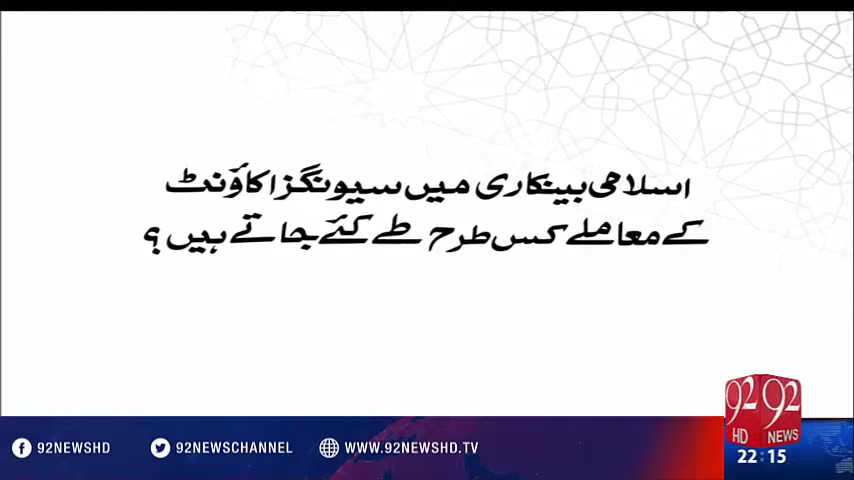 اسلامی بینکاری میں سیونگز اکاؤنٹ
کے معاملے کس طرح طے کئے جاتے ہیں؟
92 92
HD NEWS
92NEWSHD 92NEWSCHANNEL WWW.92NEWSHD.TV
22:15